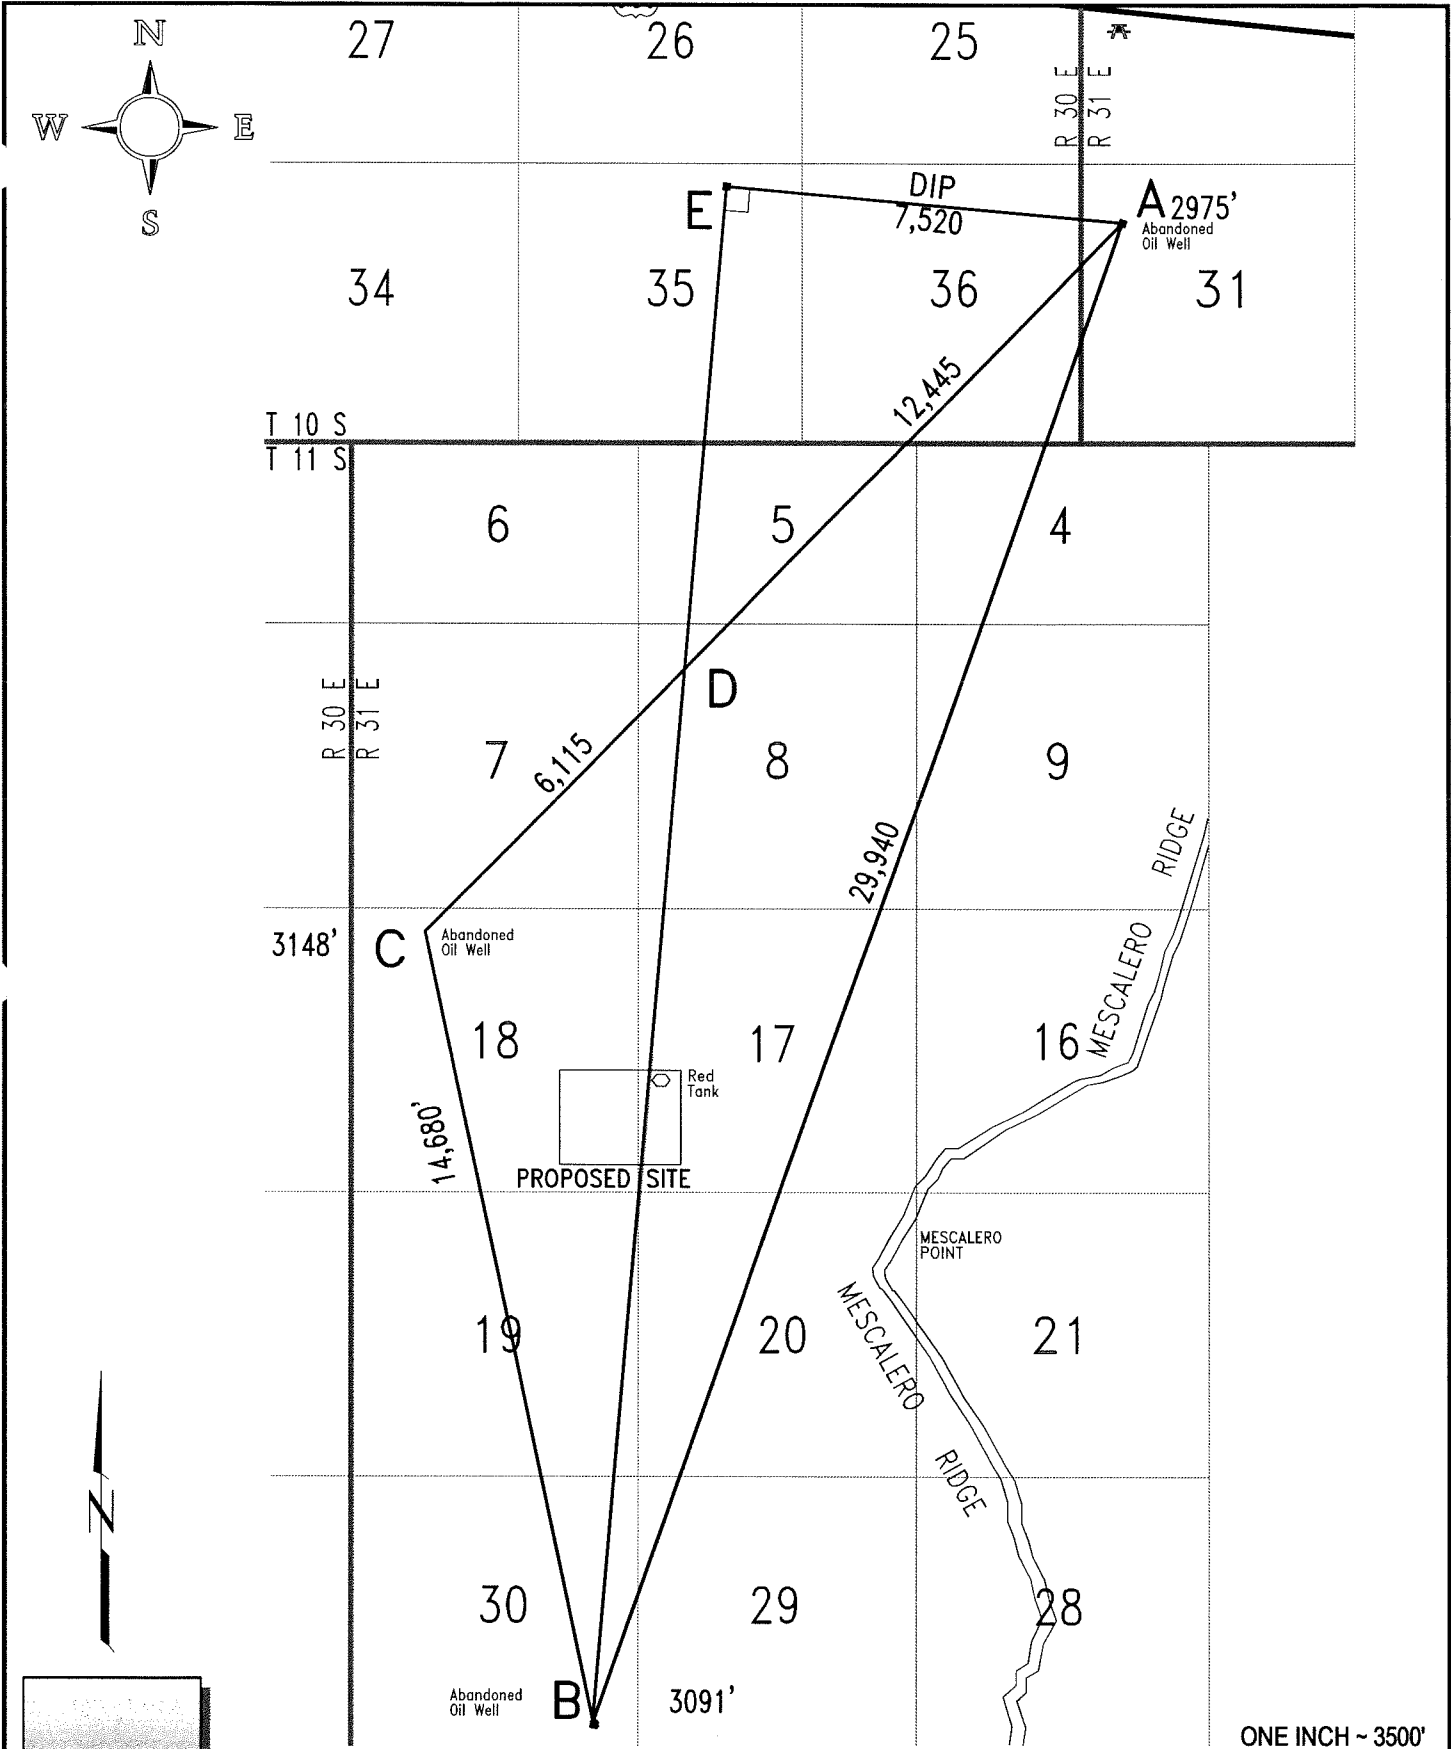 27
26
25
N
W
E
S
R 30 E
R 31 E
DIP
7,520
E
A 2975'
Abandoned
Oil Well
34
35
36
31
12,445
T 10 S
T 11 S
6
5
4
R 30 E
R 31 E
D
7
8
9
6,115
29,940
MESCALERO RIDGE
3148'
C
Abandoned
Oil Well
18
17
16
Red
Tank
14,680'
PROPOSED SITE
MESCALERO
POINT
19
20
21
MESCALERO RIDGE
N
30
29
28
Abandoned
Oil Well
B
3091'
ONE INCH ~ 3500'